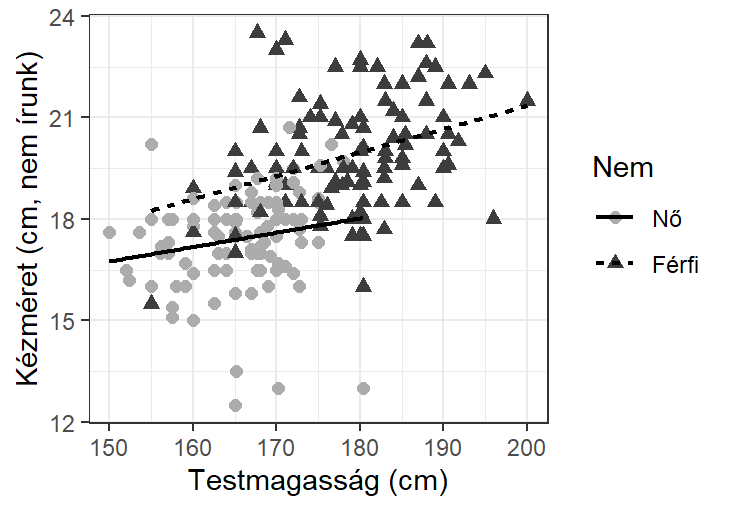 Kézméret (cm, nem írunk)
24
21
18
15
12
150 160 170 180 190 200
Testmagasság (cm)
Nem
Nő
Férfi